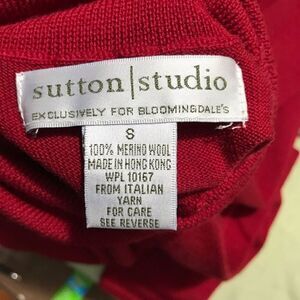 sutton|studio
EXCLUSIVELY FOR BLOOMINGDALE'S
S
100% MERINO WOOL
MADE IN HONG KONG
WPL 10167
FROM ITALIAN
YARN
FOR CARE
SEE REVERSE